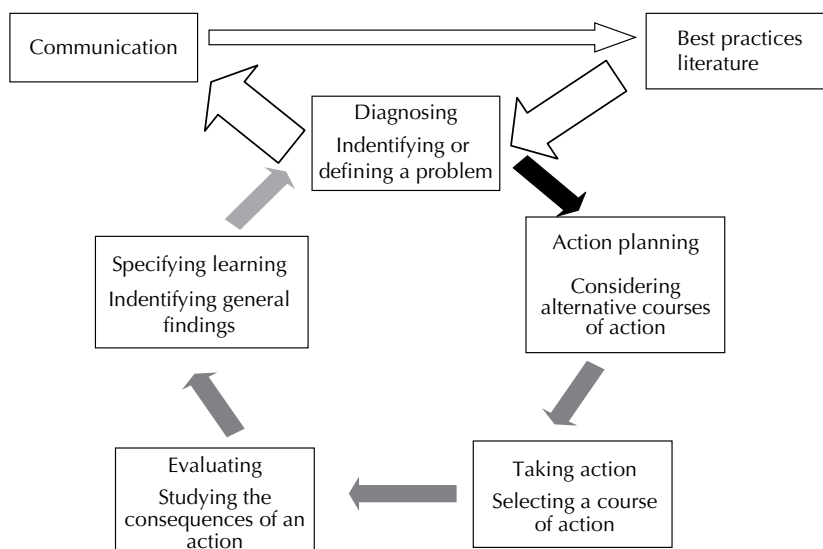 Communication
Best practices
literature
Diagnosing
Indentifying or
defining a problem
Action planning
Considering
alternative courses
of action
Taking action
Selecting a course
of action
Evaluating
Studying the
consequences of an
action
Specifying learning
Indentifying general
findings